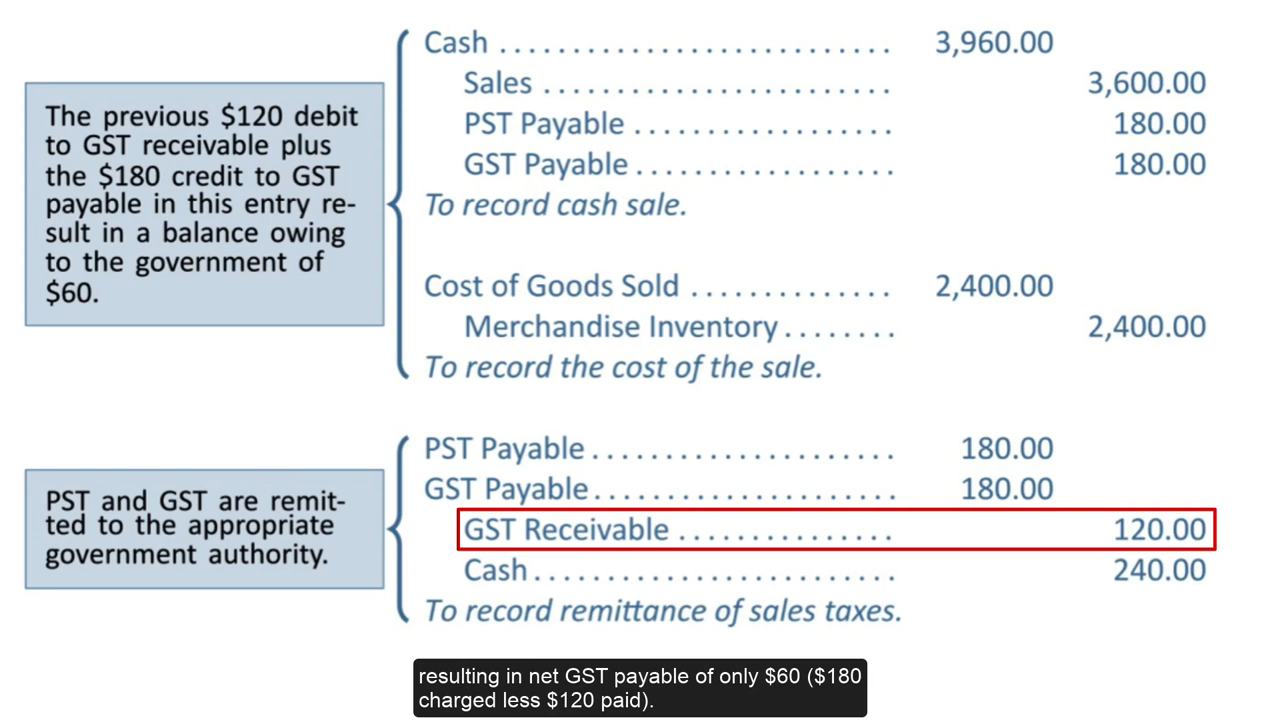 The previous $120 debit
to GST receivable plus
the $180 credit to GST
payable in this entry re-
sult in a balance owing
to the government of
$60.
Cash .......................... 3,960.00
Sales ........................ 3,600.00
PST Payable .................. 180.00
GST Payable .................. 180.00
To record cash sale.
Cost of Goods Sold .............. 2,400.00
Merchandise Inventory ........ 2,400.00
To record the cost of the sale.
PST and GST are remit-
ted to the appropriate
government authority.
PST Payable ..................... 180.00
GST Payable ..................... 180.00
GST Receivable ............... 120.00
Cash ......................... 240.00
To record remittance of sales taxes.
resulting in net GST payable of only $60 ($180
charged less $120 paid).